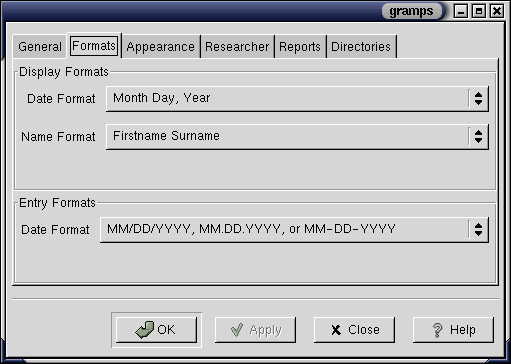 gramps
General Formats Appearance Researcher Reports Directories
Display Formats
Date Format Month Day, Year
Name Format Firstname Surname
Entry Formats
Date Format MM/DD/YYYY, MM.DD.YYYY, or MM-DD-YYYY
OK Apply Close Help